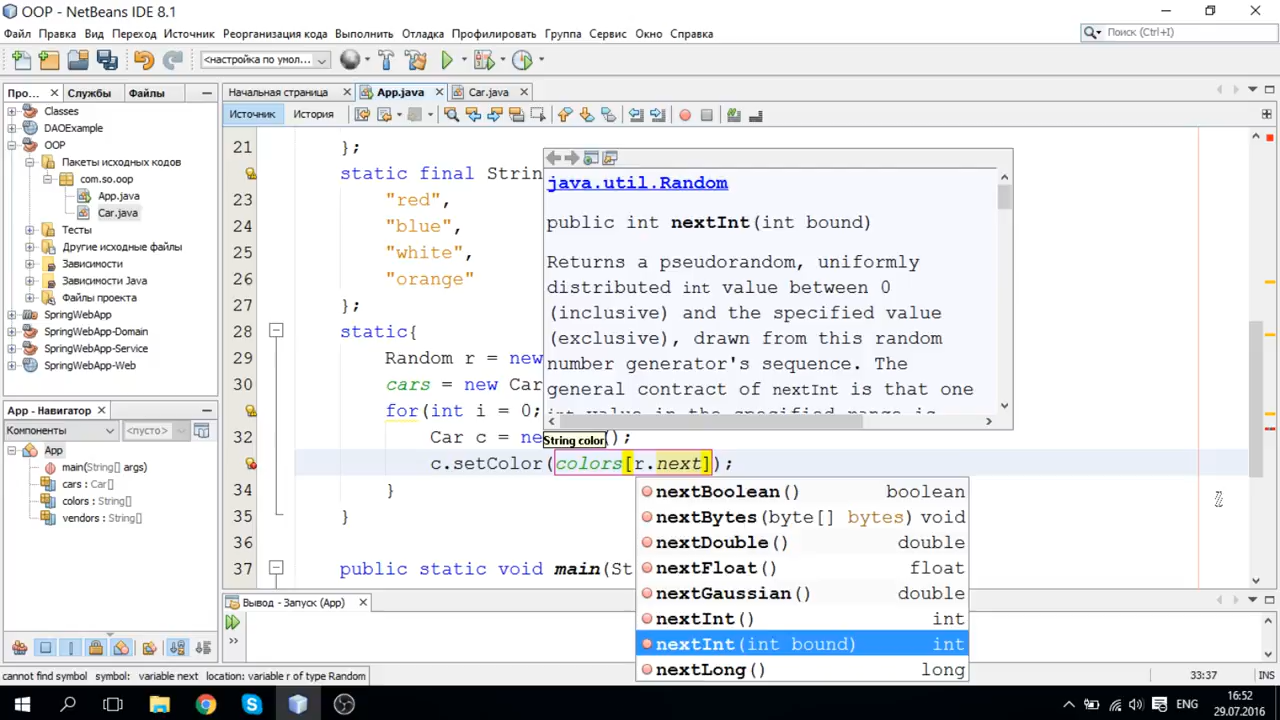 OOP - NetBeans IDE 8.1
Файл Правка Вид Переход Источник Реорганизация кода Выполнить Отладка Профилировать Группа Сервис Окно Справка
Поиск (Ctrl+I)
<настройка по умол...
Про... Службы Файлы
Начальная страница App.java Car.java
Источник История
Classes
DAOExample
OOP
Пакеты исходных кодов
com.so.oop
App.java
Car.java
Тесты
Другие исходные файлы
Зависимости
Зависимости Java
Файлы проекта
SpringWebApp
SpringWebApp-Domain
SpringWebApp-Service
SpringWebApp-Web
App - Навигатор
Компоненты <пусто>
App
main(String[] args)
cars : Car[]
colors : String[]
vendors : String[]
21 };
static final String
23 "red",
24 "blue",
25 "white",
26 "orange"
27 };
28 static{
29 Random r = new
30 cars = new Car
for(int i = 0;
32 Car c = new ();
c.setColor(colors[r.next]);
34 }
35 }
36
37 public static void main(St
java.util.Random
public int nextInt(int bound)
Returns a pseudorandom, uniformly
distributed int value between 0
(inclusive) and the specified value
(exclusive), drawn from this random
number generator's sequence. The
general contract of nextInt is that one
int value in the specified range is
String color
nextBoolean() boolean
nextBytes(byte[] bytes) void
nextDouble() double
nextFloat() float
nextGaussian() double
nextInt() int
nextInt(int bound) int
nextLong() long
Вывод - Запуск (App)
cannot find symbol symbol: variable next location: variable r of type Random
33:37 INS
ENG
16:52
29.07.2016